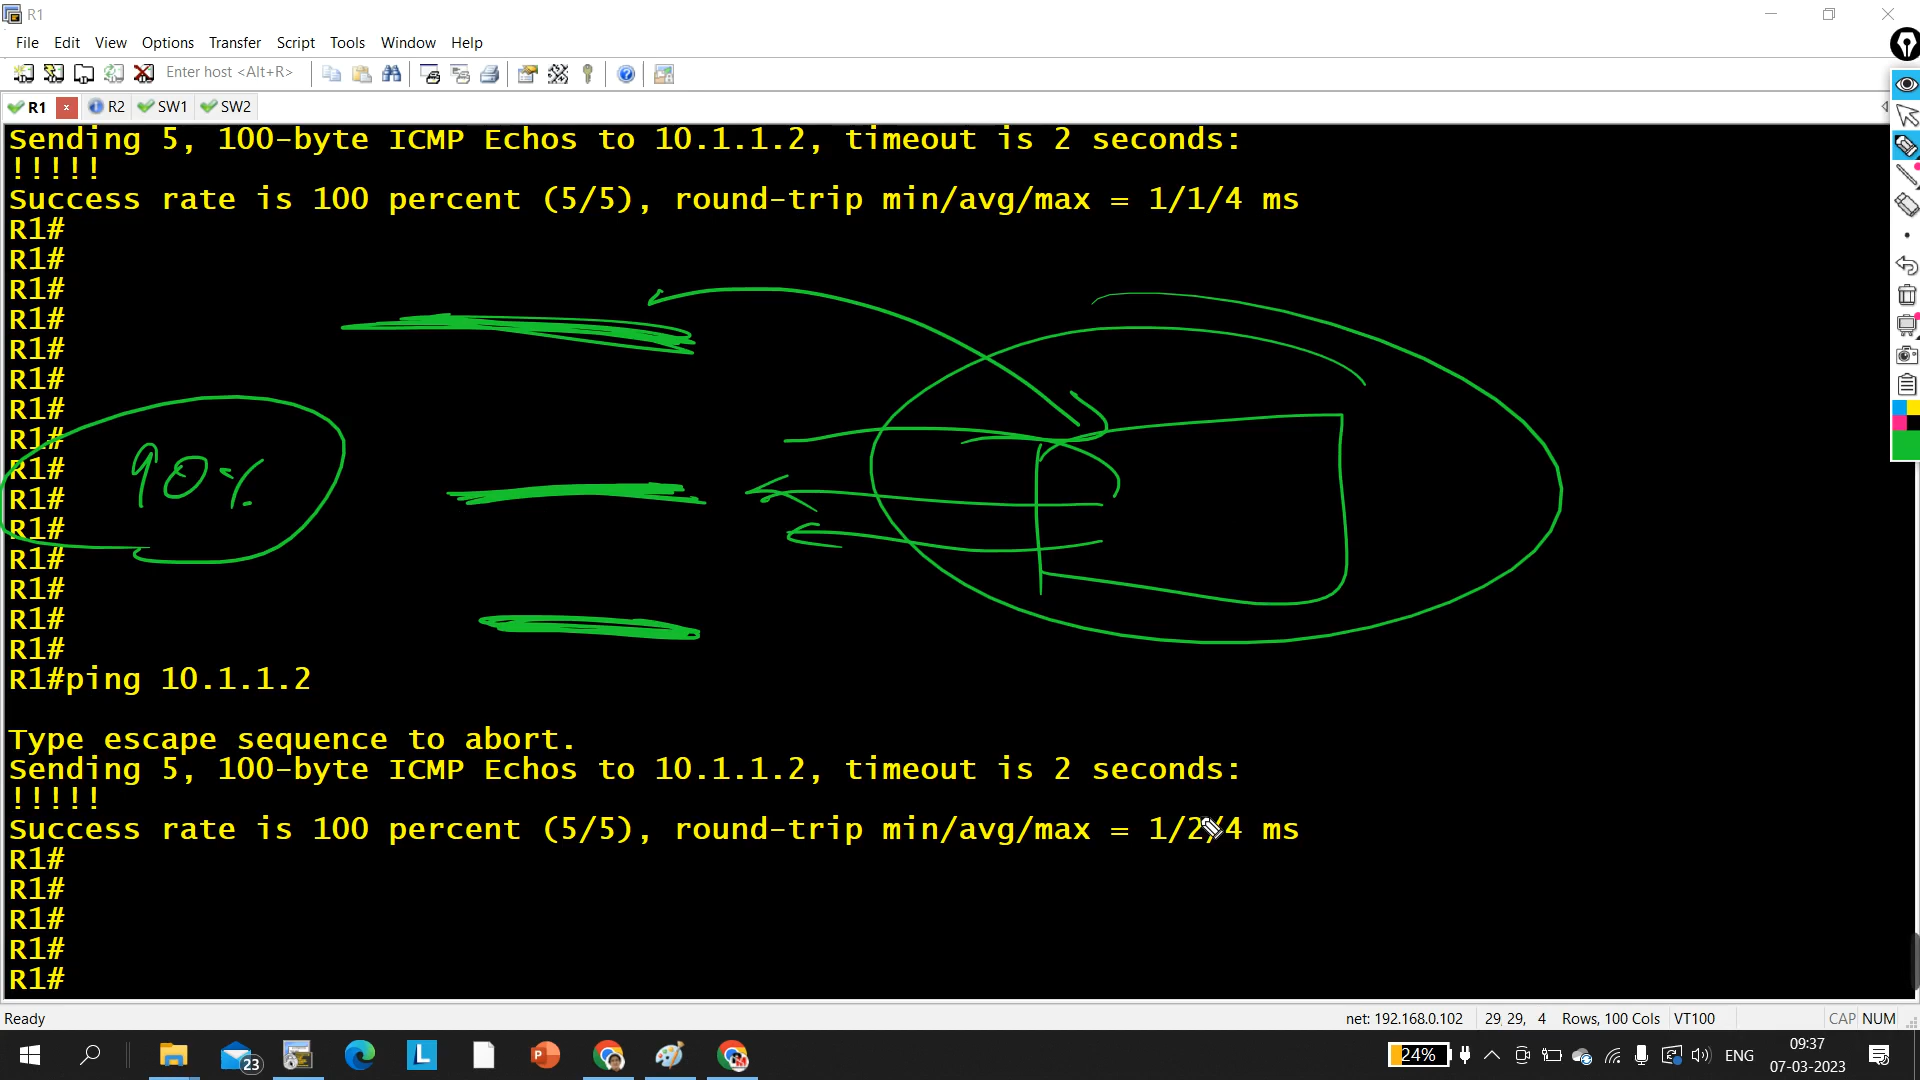 R1
File Edit View Options Transfer Script Tools Window Help
Enter host <Alt+R>
R1 R2 SW1 SW2
Sending 5, 100-byte ICMP Echos to 10.1.1.2, timeout is 2 seconds:
!!!!!
Success rate is 100 percent (5/5), round-trip min/avg/max = 1/1/4 ms
R1#
R1#
R1#
R1#
R1#
R1#
R1#
R1#
R1#
90%
R1#
R1#
R1#
R1#
R1#
R1#
R1#ping 10.1.1.2
Type escape sequence to abort.
Sending 5, 100-byte ICMP Echos to 10.1.1.2, timeout is 2 seconds:
!!!!!
Success rate is 100 percent (5/5), round-trip min/avg/max = 1/2/4 ms
R1#
R1#
R1#
R1#
R1#
Ready net: 192.168.0.102 29, 29, 4 Rows, 100 Cols VT100 CAP NUM
23 L P 24% ENG 09:37
07-03-2023